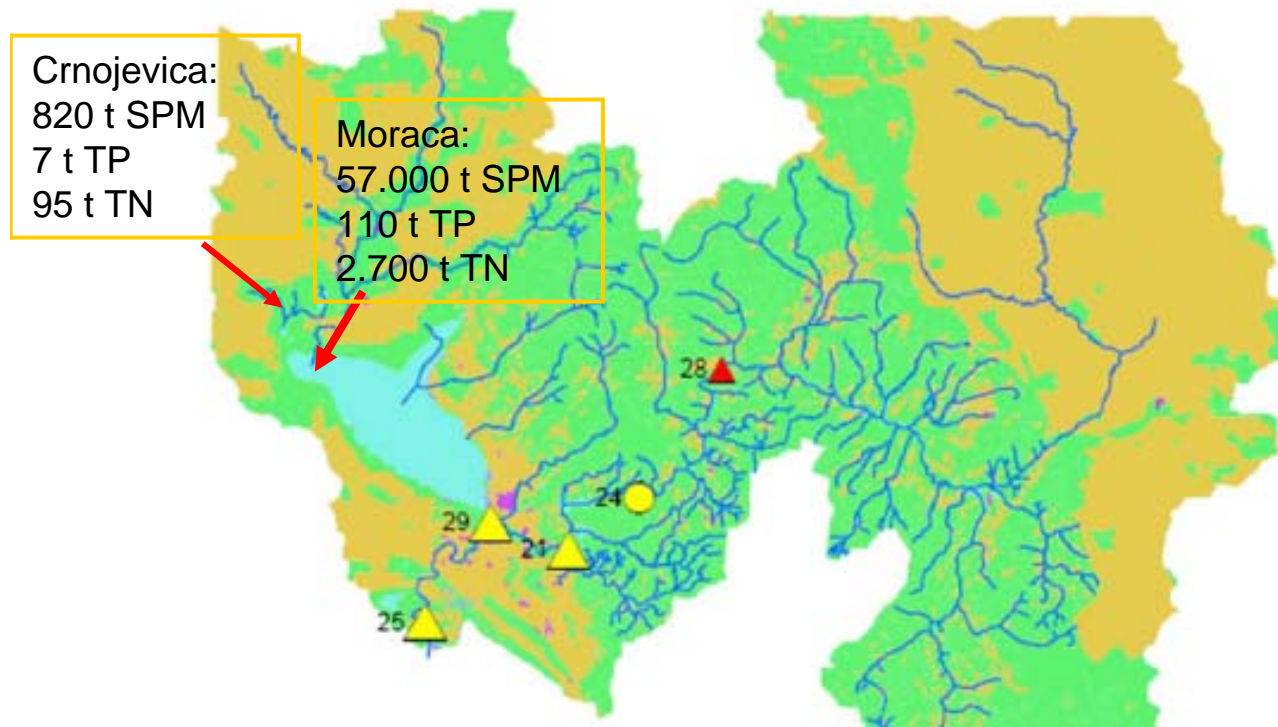 Crnojevica:
820 t SPM
7 t TP
95 t TN
Moraca:
57.000 t SPM
110 t TP
2.700 t TN
28
24
29
21
25